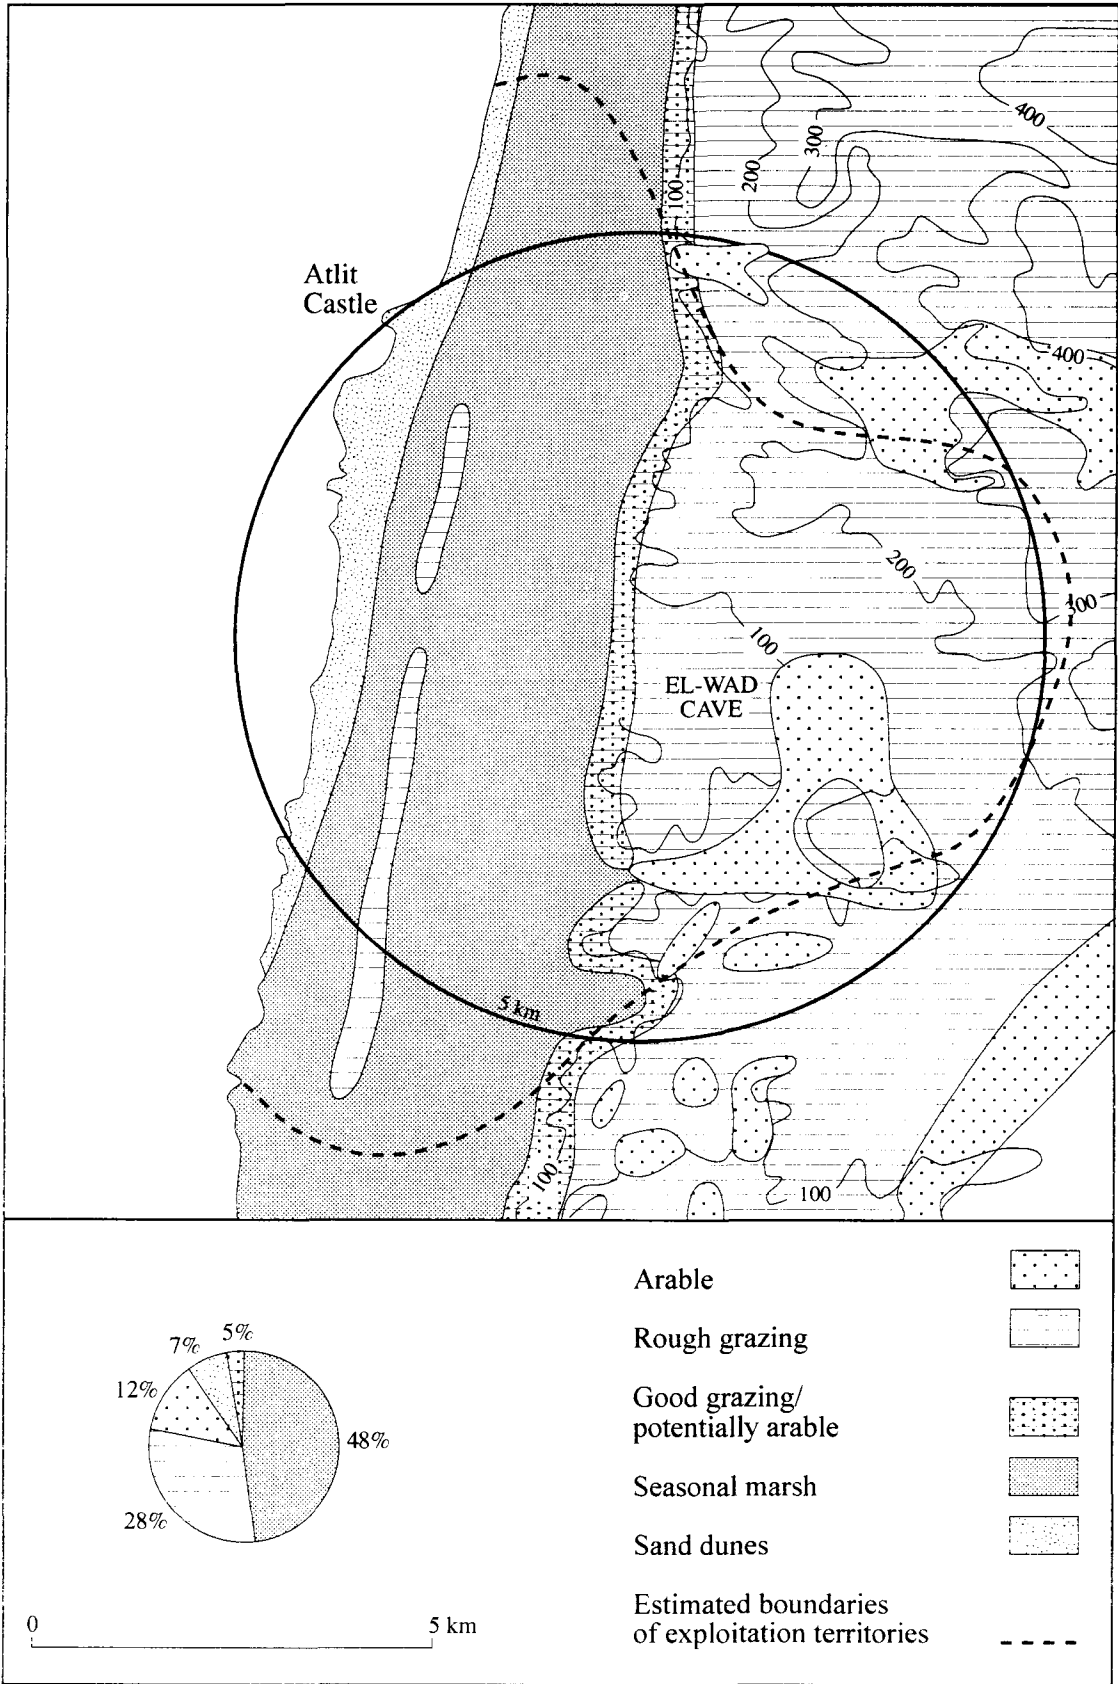 400
300
200
100
Atlit
Castle
400
200
300
100
EL-WAD
CAVE
5 km
100
100
Arable
Rough grazing
Good grazing/
potentially arable
Seasonal marsh
Sand dunes
Estimated boundaries
of exploitation territories
5%
7%
12%
48%
28%
0
5 km